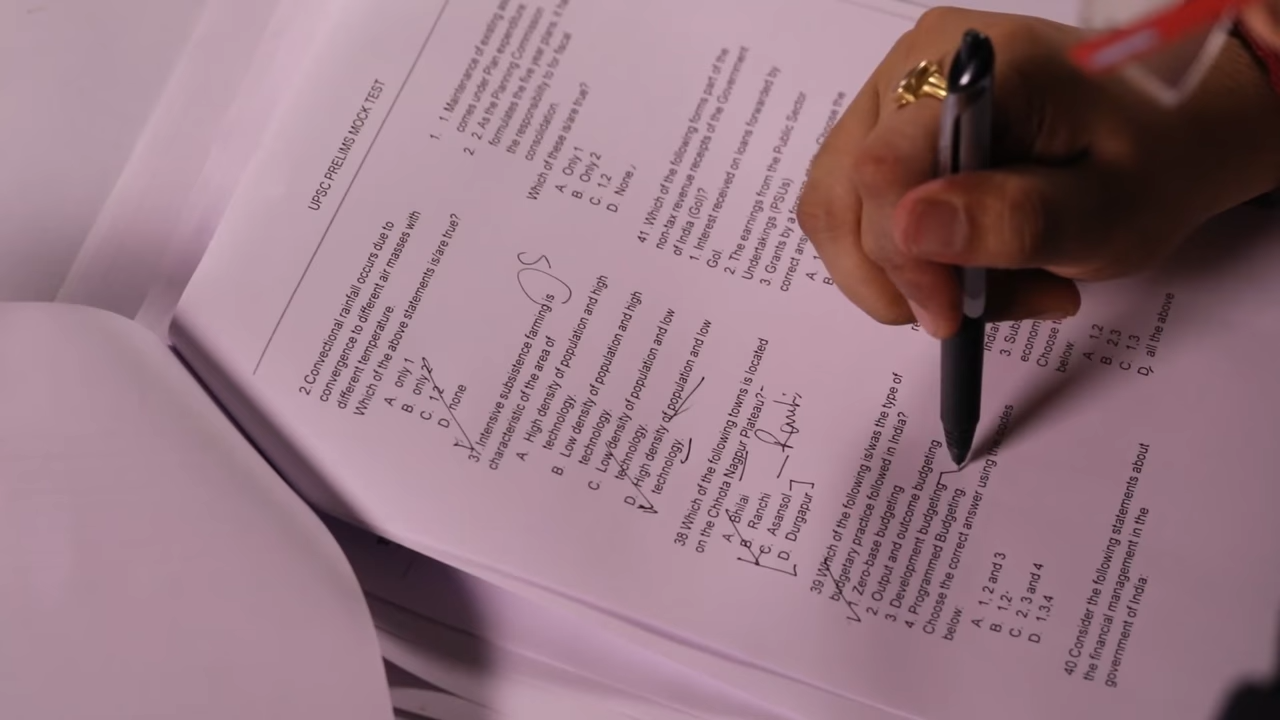 UPSC PRELIMS MOCK TEST
2.Convectional rainfall occurs due to
convergence to different air masses with
different temperature.
Which of the above statements is/are true?
A. only 1
B. only 2
C. 1,2
D. none
37.Intensive subsistence farming is
characteristic of the area of
A. High density of population and high
technology.
B. Low density of population and high
technology.
C. Low density of population and low
technology.
D. High density of population and low
technology.
38.Which of the following towns is located
on the Chhota Nagpur Plateau?
A. Bhilai
B. Ranchi
C. Asansol
D. Durgapur
39 Which of the following is/was the type of
budgetary practice followed in India?
1. Zero-base budgeting
2. Output and outcome budgeting
3 Development budgeting
4. Programmed Budgeting.
Choose the correct answer using the codes
below:
A. 1, 2 and 3
B. 1,2
C. 2, 3 and 4
D. 1,3,4
40.Consider the following statements about
the financial management in the
government of India:
1. 1.Maintenance of existing
comes under Plan expenditure
2. 2. As the Planning Commission
formulates the five year plans, it
the responsibility to for fiscal
consolidation.
Which of these is/are true?
A. Only 1
B. Only 2
C. 1,2
D. None
41.Which of the following forms part of the
non-tax revenue receipts of the Government
of India (GoI)?
1. Interest received on loans forwarded by
GoI.
2. The earnings from the Public Sector
Undertakings (PSUs)
3. Grants by a
Choose the
correct
A. 1
B.
3. Sub
econom
Choose
below
A. 1,2
B. 2,3
C. 1,3
D. all the above